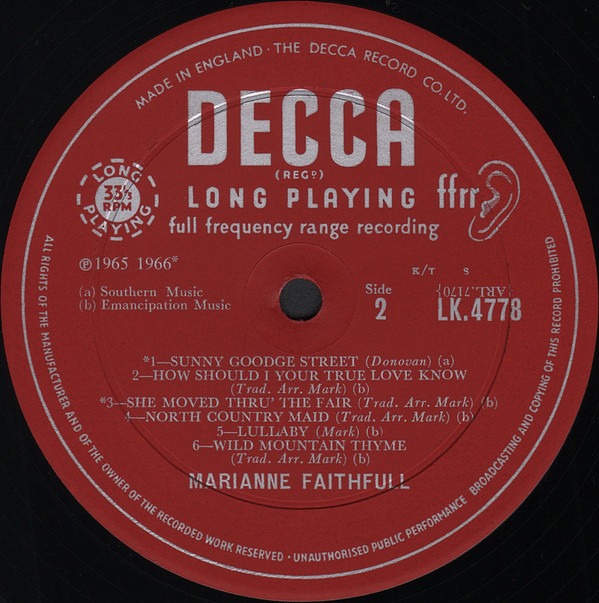 MADE IN ENGLAND · THE DECCA RECORD CO. LTD.
DECCA
(REGᴰ)
LONG PLAYING
33⅓
RPM
LONG PLAYING ffrr
full frequency range recording
℗ 1965 1966*
K/T S
(a) Southern Music
(b) Emancipation Music
Side
2
{ARL.7170}
LK.4778
*1—SUNNY GOODGE STREET (Donovan) (a)
2—HOW SHOULD I YOUR TRUE LOVE KNOW
(Trad. Arr. Mark) (b)
*3—SHE MOVED THRU' THE FAIR (Trad. Arr. Mark) (b)
4—NORTH COUNTRY MAID (Trad. Arr. Mark) (b)
5—LULLABY (Mark) (b)
6—WILD MOUNTAIN THYME
(Trad. Arr. Mark) (b)
MARIANNE FAITHFULL
ALL RIGHTS OF THE MANUFACTURER AND OF THE OWNER OF THE RECORDED WORK RESERVED · UNAUTHORISED PUBLIC PERFORMANCE BROADCASTING AND COPYING OF THIS RECORD PROHIBITED